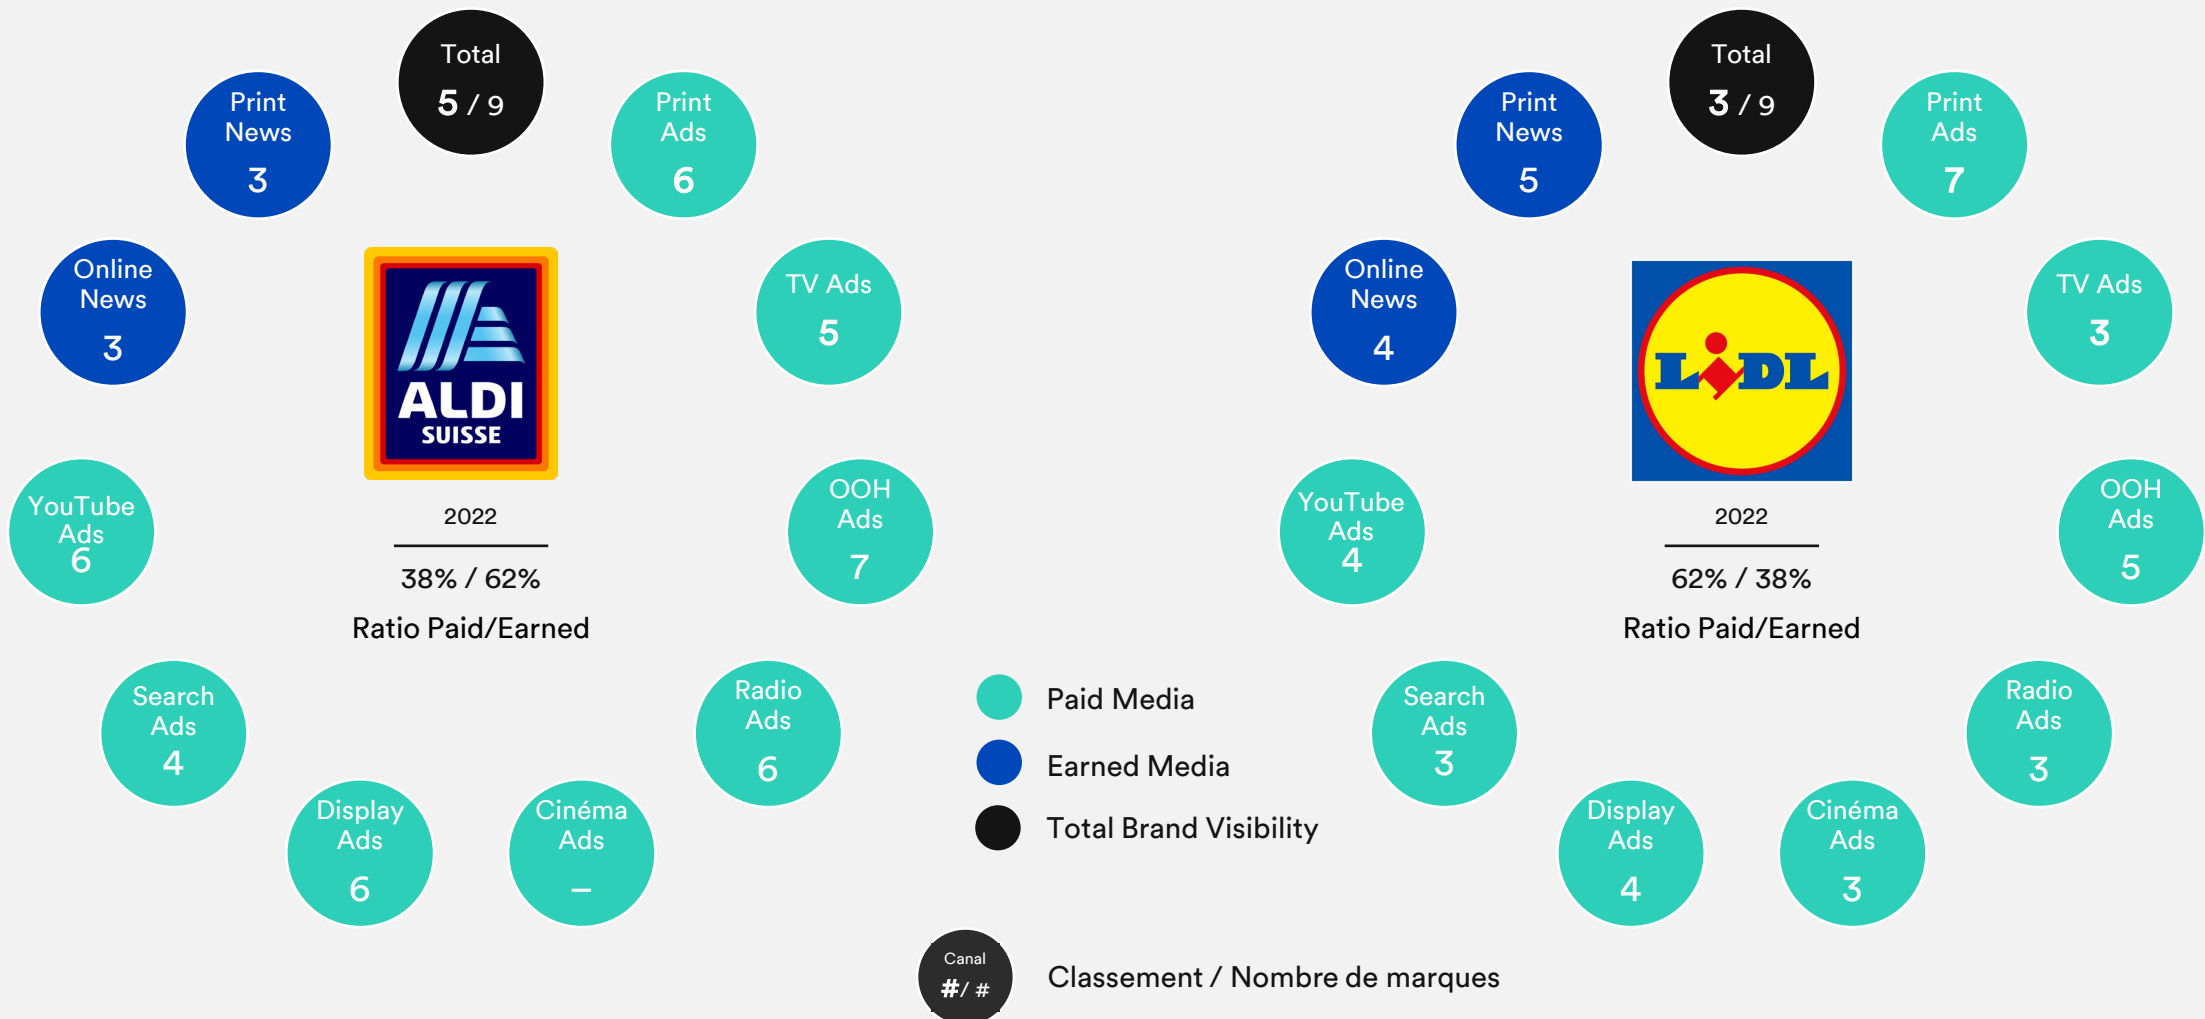 Total
5 / 9
Print
News
3
Print
Ads
6
Online
News
3
TV Ads
5
ALDI
SUISSE
YouTube
Ads
6
OOH
Ads
7
2022
38% / 62%
Ratio Paid/Earned
Search
Ads
4
Radio
Ads
6
Display
Ads
6
Cinéma
Ads
–
Paid Media
Earned Media
Total Brand Visibility
Canal
#/ #
Classement / Nombre de marques
Total
3 / 9
Print
News
5
Print
Ads
7
Online
News
4
TV Ads
3
LIDL
YouTube
Ads
4
OOH
Ads
5
2022
62% / 38%
Ratio Paid/Earned
Search
Ads
3
Radio
Ads
3
Display
Ads
4
Cinéma
Ads
3